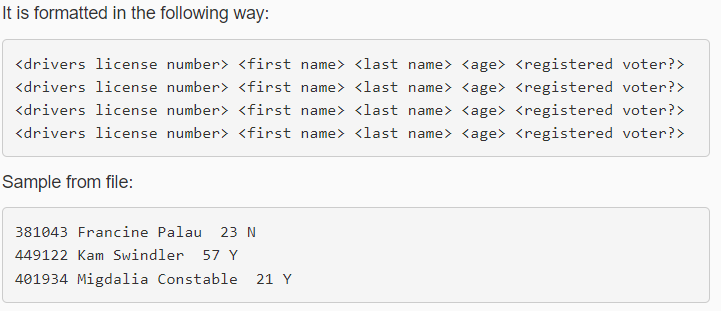 It is formatted in the following way:
<drivers license number> <first name> <last name> <age> <registered voter?>
<drivers license number> <first name> <last name> <age> <registered voter?>
<drivers license number> <first name> <last name> <age> <registered voter?>
<drivers license number> <first name> <last name> <age> <registered voter?>
Sample from file:
381043 Francine Palau  23 N
449122 Kam Swindler  57 Y
401934 Migdalia Constable  21 Y